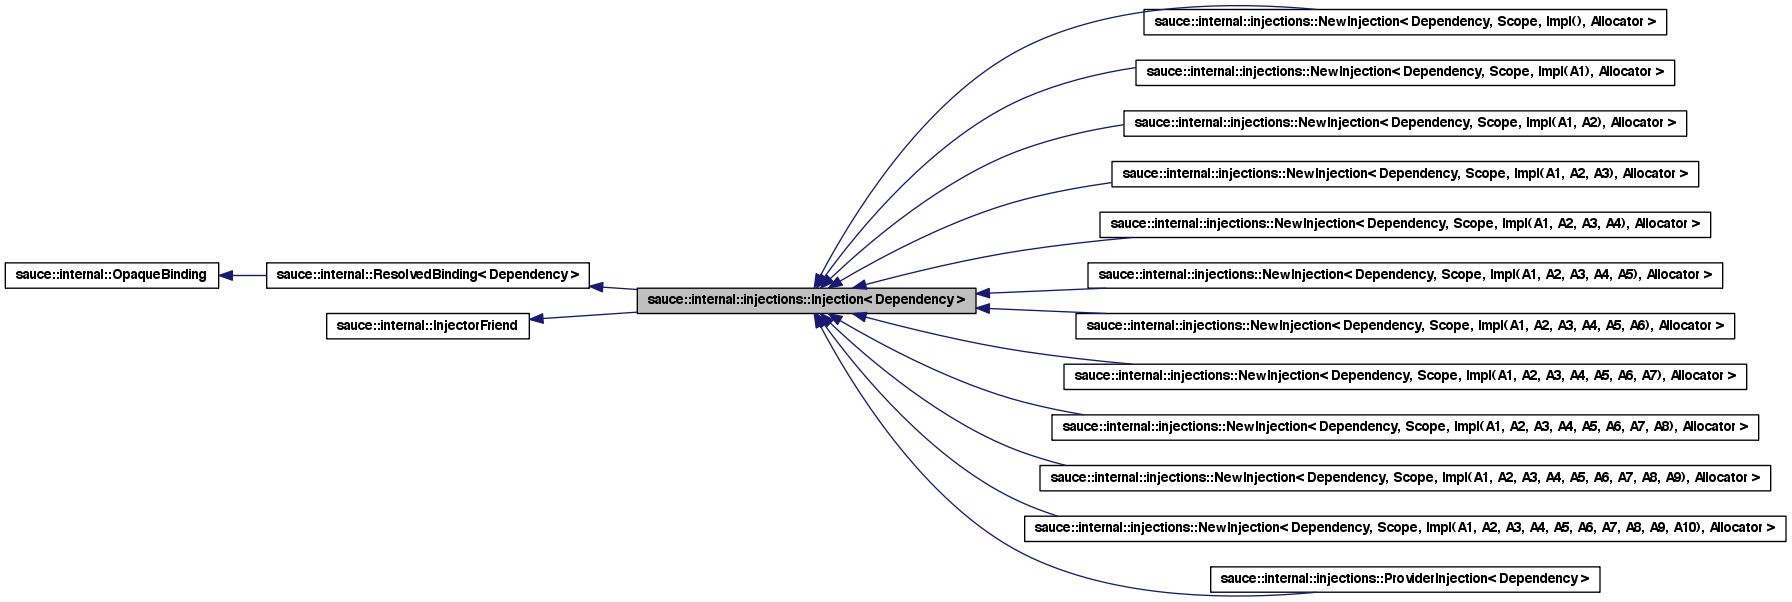 sauce::internal::injections::NewInjection< Dependency, Scope, Impl(), Allocator >
sauce::internal::injections::NewInjection< Dependency, Scope, Impl(A1), Allocator >
sauce::internal::injections::NewInjection< Dependency, Scope, Impl(A1, A2), Allocator >
sauce::internal::injections::NewInjection< Dependency, Scope, Impl(A1, A2, A3), Allocator >
sauce::internal::injections::NewInjection< Dependency, Scope, Impl(A1, A2, A3, A4), Allocator >
sauce::internal::OpaqueBinding
sauce::internal::ResolvedBinding< Dependency >
sauce::internal::injections::NewInjection< Dependency, Scope, Impl(A1, A2, A3, A4, A5), Allocator >
sauce::internal::injections::Injection< Dependency >
sauce::internal::InjectorFriend
sauce::internal::injections::NewInjection< Dependency, Scope, Impl(A1, A2, A3, A4, A5, A6), Allocator >
sauce::internal::injections::NewInjection< Dependency, Scope, Impl(A1, A2, A3, A4, A5, A6, A7), Allocator >
sauce::internal::injections::NewInjection< Dependency, Scope, Impl(A1, A2, A3, A4, A5, A6, A7, A8), Allocator >
sauce::internal::injections::NewInjection< Dependency, Scope, Impl(A1, A2, A3, A4, A5, A6, A7, A8, A9), Allocator >
sauce::internal::injections::NewInjection< Dependency, Scope, Impl(A1, A2, A3, A4, A5, A6, A7, A8, A9, A10), Allocator >
sauce::internal::injections::ProviderInjection< Dependency >